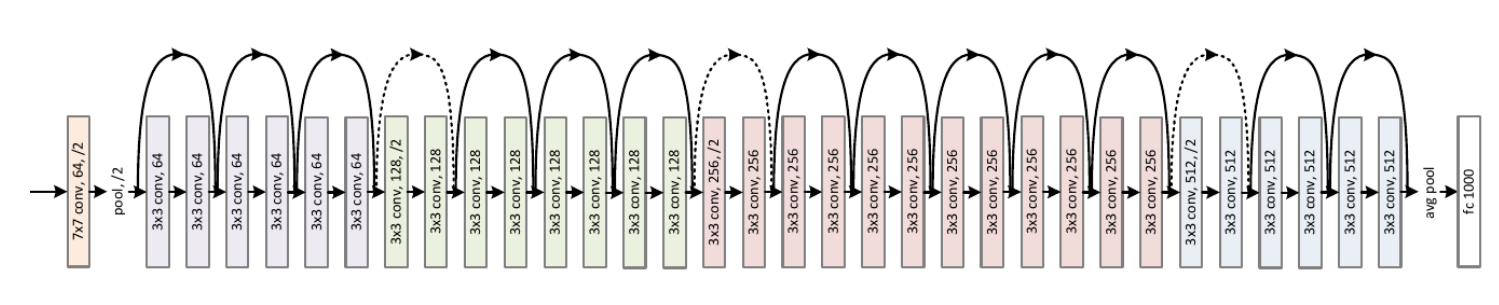 7x7 conv, 64, /2
pool, /2
3x3 conv, 64
3x3 conv, 64
3x3 conv, 64
3x3 conv, 64
3x3 conv, 64
3x3 conv, 64
3x3 conv, 128, /2
3x3 conv, 128
3x3 conv, 128
3x3 conv, 128
3x3 conv, 128
3x3 conv, 128
3x3 conv, 128
3x3 conv, 128
3x3 conv, 256, /2
3x3 conv, 256
3x3 conv, 256
3x3 conv, 256
3x3 conv, 256
3x3 conv, 256
3x3 conv, 256
3x3 conv, 256
3x3 conv, 256
3x3 conv, 256
3x3 conv, 256
3x3 conv, 256
3x3 conv, 512, /2
3x3 conv, 512
3x3 conv, 512
3x3 conv, 512
3x3 conv, 512
3x3 conv, 512
avg pool
fc 1000